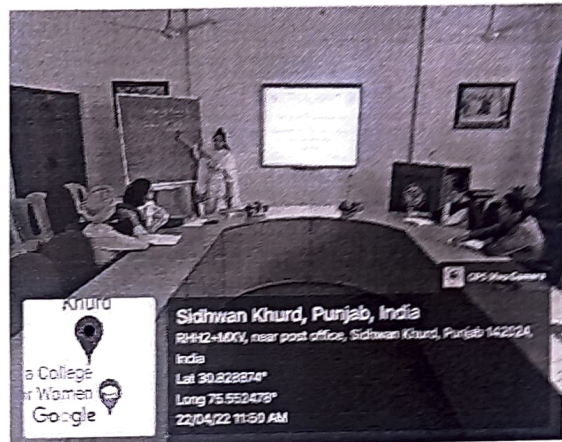 GPS Map Camera
Khurd
a College
or Women
Google
Sidhwan Khurd, Punjab, India
RHH2+MXV, near post office, Sidhwan Khurd, Punjab 142024,
India
Lat 30.828874°
Long 75.552478°
22/04/22 11:50 AM